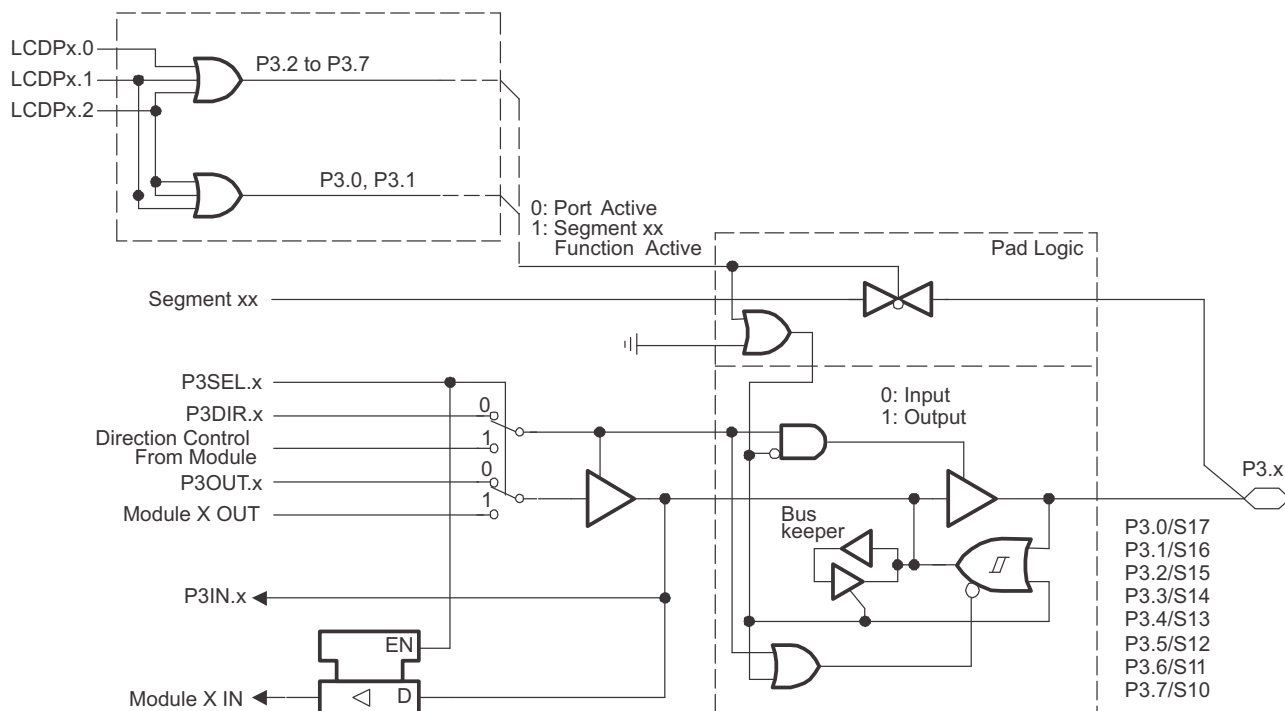 LCDPx.0
LCDPx.1
LCDPx.2
P3.2 to P3.7
P3.0, P3.1
0: Port Active
1: Segment xx
Function Active
Pad Logic
Segment xx
P3SEL.x
0: Input
1: Output
P3DIR.x
0
Direction Control
From Module
1
P3OUT.x
0
Module X OUT
1
P3.x
Bus
keeper
P3.0/S17
P3.1/S16
P3.2/S15
P3.3/S14
P3.4/S13
P3.5/S12
P3.6/S11
P3.7/S10
P3IN.x
EN
Module X IN
D